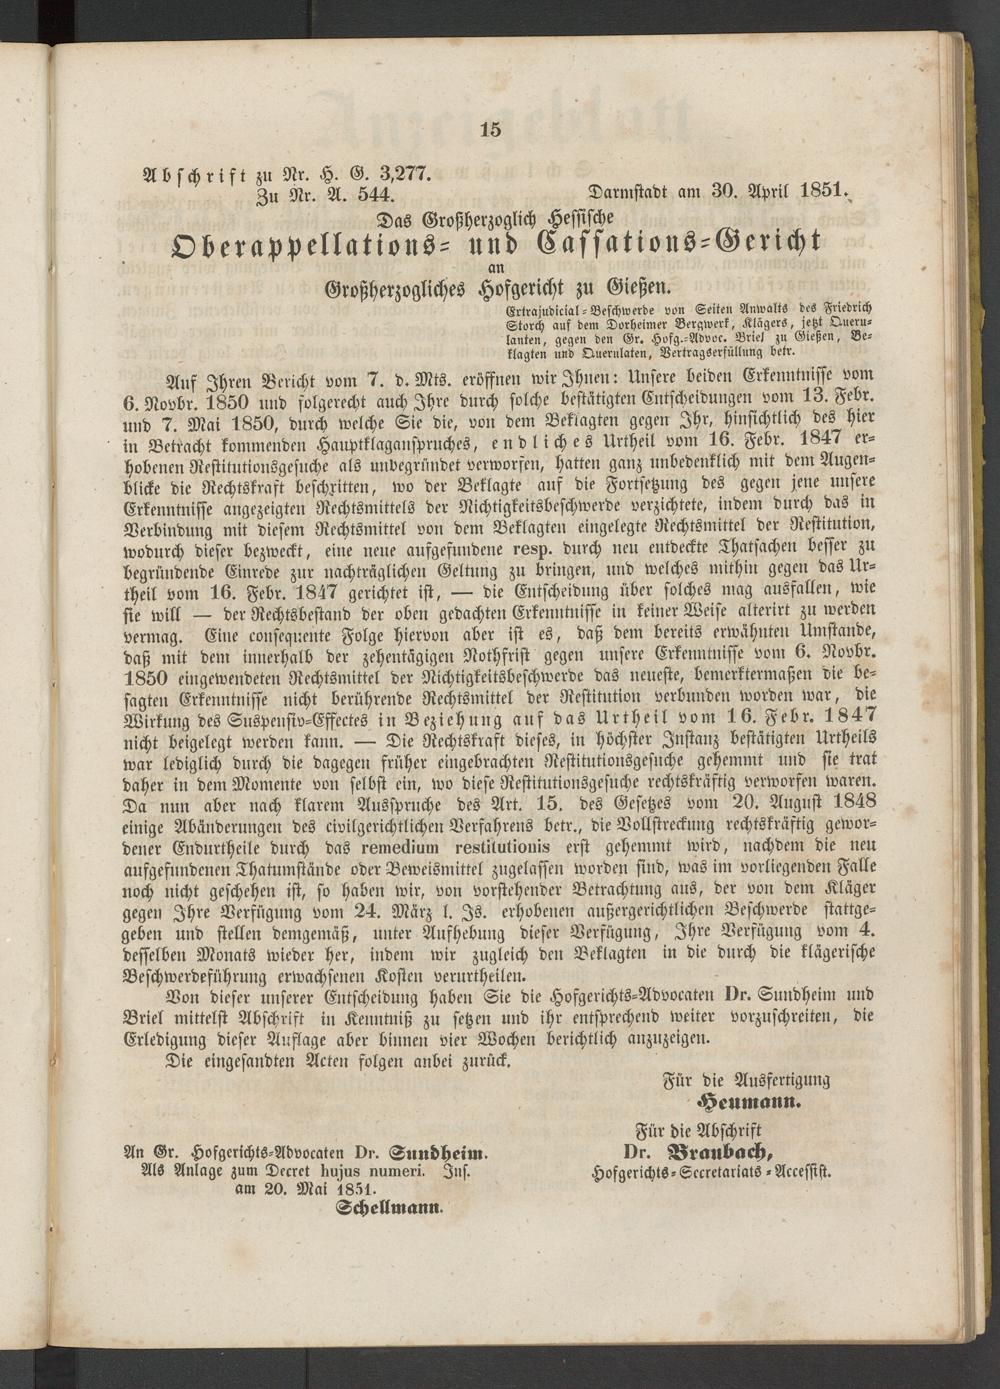 15
Abschrift zu Nr. H. G. 3,277.
Zu Nr. A. 544. Darmstadt am 30. April 1851.
Das Großherzoglich Hessische
Oberappellations- und Cassations-Gericht
an
Großherzogliches Hofgericht zu Gießen.
Extrajudicial-Beschwerde von Seiten Anwalts des Friedrich
Storch auf dem Dorheimer Bergwerk, Klägers, jetzt Queru-
lanten, gegen den Gr. Hofg.-Advoc. Briel zu Gießen, Be-
klagten und Querulaten, Vertragserfüllung betr.
Auf Ihren Bericht vom 7. d. Mts. eröffnen wir Ihnen: Unsere beiden Erkenntnisse vom
6. Novbr. 1850 und folgerecht auch Ihre durch solche bestätigten Entscheidungen vom 13. Febr.
und 7. Mai 1850, durch welche Sie die, von dem Beklagten gegen Ihr, hinsichtlich des hier
in Betracht kommenden Hauptklaganspruches, endliches Urtheil vom 16. Febr. 1847 er-
hobenen Restitutionsgesuche als unbegründet verworfen, hatten ganz unbedenklich mit dem Augen-
blicke die Rechtskraft beschritten, wo der Beklagte auf die Fortsetzung des gegen jene unsere
Erkenntnisse angezeigten Rechtsmittels der Nichtigkeitsbeschwerde verzichtete, indem durch das in
Verbindung mit diesem Rechtsmittel von dem Beklagten eingelegte Rechtsmittel der Restitution,
wodurch dieser bezweckt, eine neue aufgefundene resp. durch neu entdeckte Thatsachen besser zu
begründende Einrede zur nachträglichen Geltung zu bringen, und welches mithin gegen das Ur-
theil vom 16. Febr. 1847 gerichtet ist, — die Entscheidung über solches mag ausfallen, wie
sie will — der Rechtsbestand der oben gedachten Erkenntnisse in keiner Weise alterirt zu werden
vermag. Eine consequente Folge hiervon aber ist es, daß dem bereits erwähnten Umstande,
daß mit dem innerhalb der zehentägigen Nothfrist gegen unsere Erkenntnisse vom 6. Novbr.
1850 eingewendeten Rechtsmittel der Nichtigkeitsbeschwerde das neueste, bemerktermaßen die be-
sagten Erkenntnisse nicht berührende Rechtsmittel der Restitution verbunden worden war, die
Wirkung des Suspensiv-Effectes in Beziehung auf das Urtheil vom 16. Febr. 1847
nicht beigelegt werden kann. — Die Rechtskraft dieses, in höchster Instanz bestätigten Urtheils
war lediglich durch die dagegen früher eingebrachten Restitutionsgesuche gehemmt und sie trat
daher in dem Momente von selbst ein, wo diese Restitutionsgesuche rechtskräftig verworfen waren.
Da nun aber nach klarem Ausspruche des Art. 15. des Gesetzes vom 20. August 1848
einige Abänderungen des civilgerichtlichen Verfahrens betr., die Vollstreckung rechtskräftig gewor-
dener Endurtheile durch das remedium restitutionis erst gehemmt wird, nachdem die neu
aufgefundenen Thatumstände oder Beweismittel zugelassen worden sind, was im vorliegenden Falle
noch nicht geschehen ist, so haben wir, von vorstehender Betrachtung aus, der von dem Kläger
gegen Ihre Verfügung vom 24. März l. Js. erhobenen außergerichtlichen Beschwerde stattge-
geben und stellen demgemäß, unter Aufhebung dieser Verfügung, Ihre Verfügung vom 4.
desselben Monats wieder her, indem wir zugleich den Beklagten in die durch die klägerische
Beschwerdeführung erwachsenen Kosten verurtheilen.
Von dieser unserer Entscheidung haben Sie die Hofgerichts-Advocaten Dr. Sundheim und
Briel mittelst Abschrift in Kenntniß zu setzen und ihr entsprechend weiter vorzuschreiten, die
Erledigung dieser Auflage aber binnen vier Wochen berichtlich anzuzeigen.
Die eingesandten Acten folgen anbei zurück.
Für die Ausfertigung
Heumann.
Für die Abschrift
An Gr. Hofgerichts-Advocaten Dr. Sundheim. Dr. Braubach,
Als Anlage zum Decret hujus numeri. Ins. Hofgerichts-Secretariats-Accessist.
am 20. Mai 1851.
Schellmann.